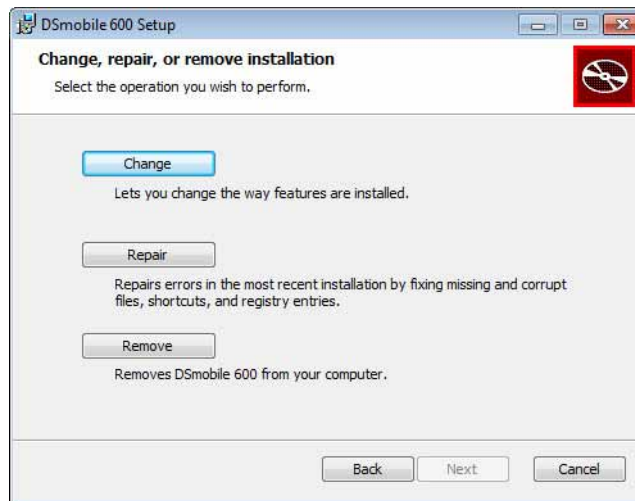 DSmobile 600 Setup
Change, repair, or remove installation
Select the operation you wish to perform.
Change
Lets you change the way features are installed.
Repair
Repairs errors in the most recent installation by fixing missing and corrupt
files, shortcuts, and registry entries.
Remove
Removes DSmobile 600 from your computer.
Back Next Cancel